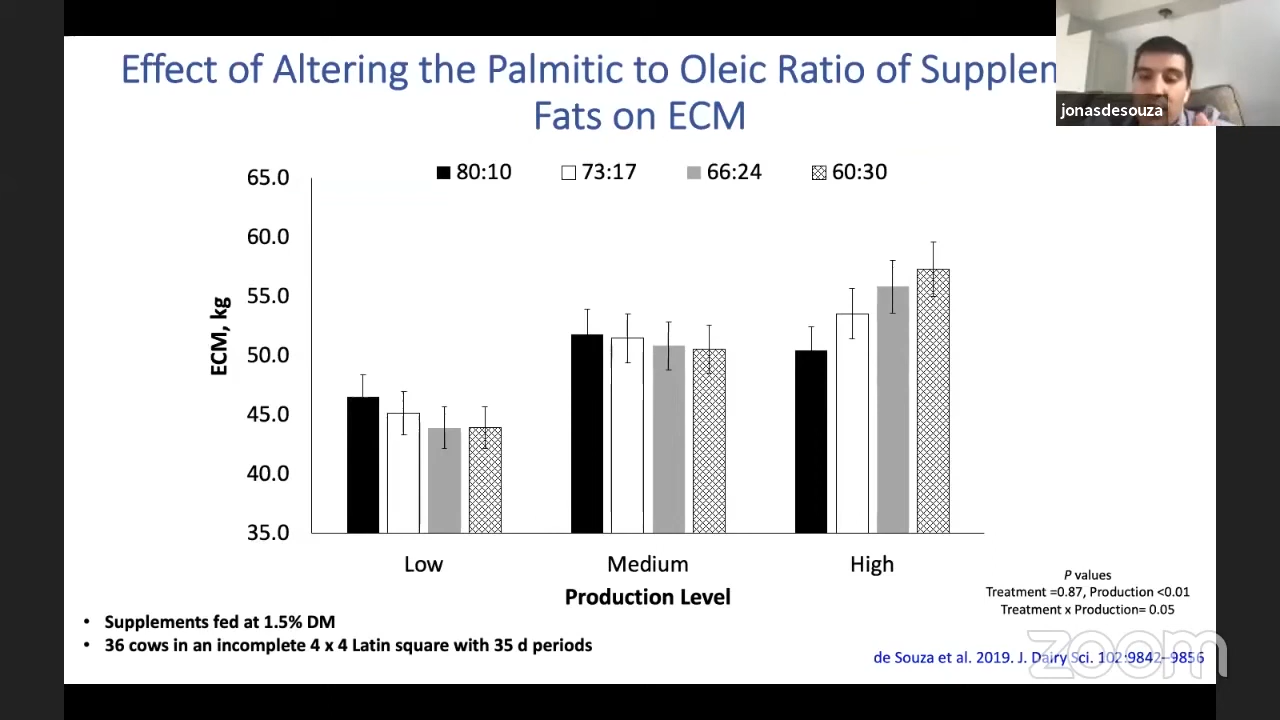 Effect of Altering the Palmitic to Oleic Ratio of Supplem
Fats on ECM
jonasdesouza
80:10 73:17 66:24 60:30
65.0
60.0
55.0
50.0
45.0
40.0
35.0
ECM, kg
Low Medium High
Production Level
P values
Treatment =0.87, Production <0.01
Treatment x Production= 0.05
• Supplements fed at 1.5% DM
• 36 cows in an incomplete 4 x 4 Latin square with 35 d periods
zoom
de Souza et al. 2019. J. Dairy Sci. 102:9842–9856